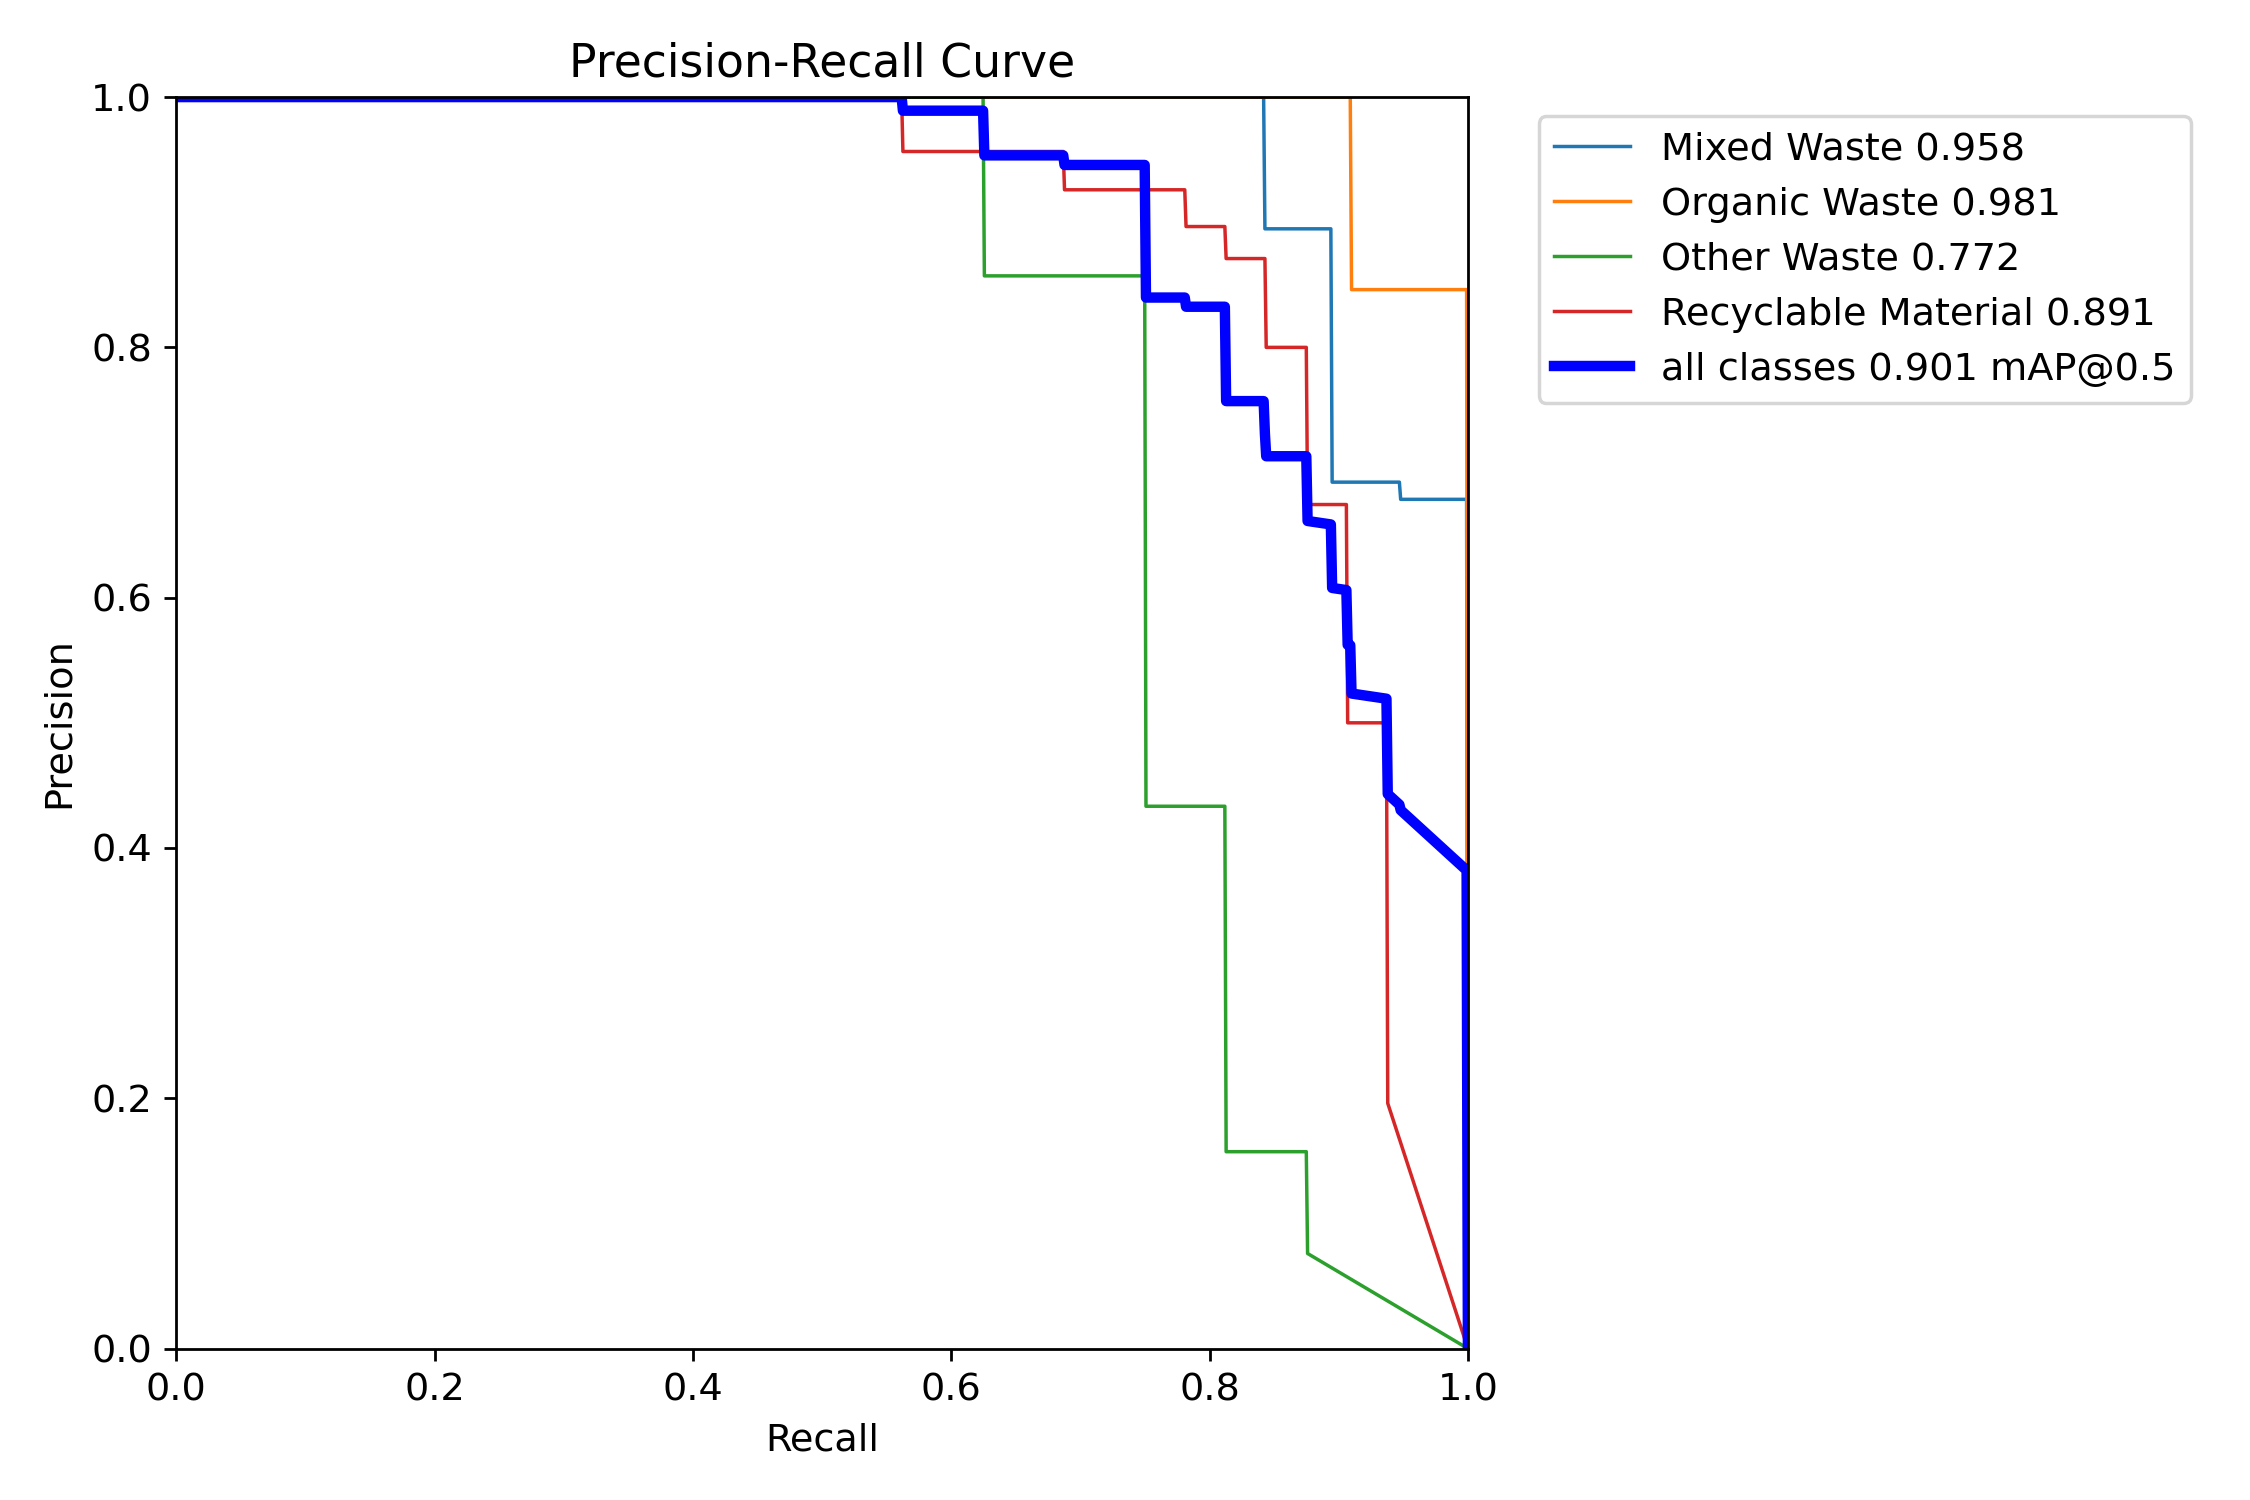 Precision-Recall Curve
1.0
0.8
0.6
0.4
0.2
0.0
Precision
0.0 0.2 0.4 0.6 0.8 1.0
Recall
Mixed Waste 0.958
Organic Waste 0.981
Other Waste 0.772
Recyclable Material 0.891
all classes 0.901 mAP@0.5